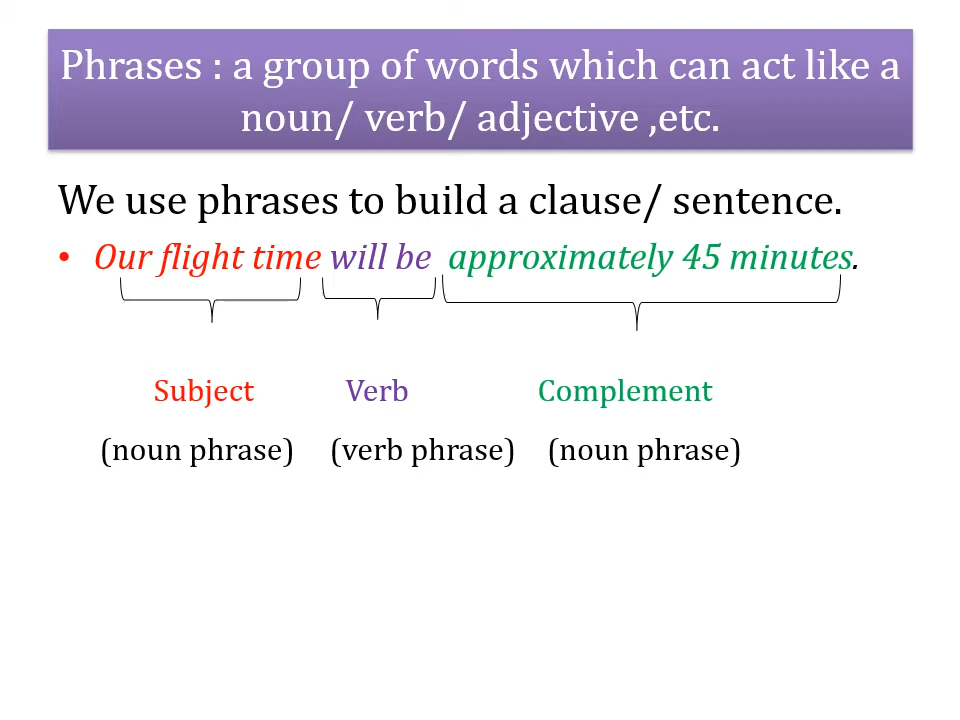 Phrases : a group of words which can act like a
noun/ verb/ adjective ,etc.
We use phrases to build a clause/ sentence.
• Our flight time will be approximately 45 minutes.
Subject Verb Complement
(noun phrase) (verb phrase) (noun phrase)